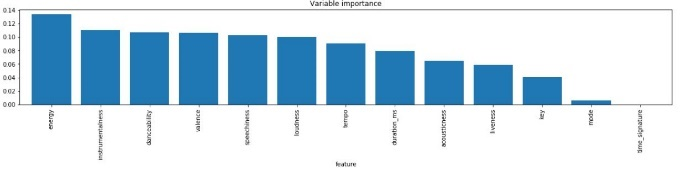 Variable importance
0.14
0.12
0.10
0.08
0.06
0.04
0.02
0.00
energy
instrumentalness
danceability
valence
speechiness
loudness
tempo
duration_ms
acousticness
liveness
key
mode
time_signature
feature